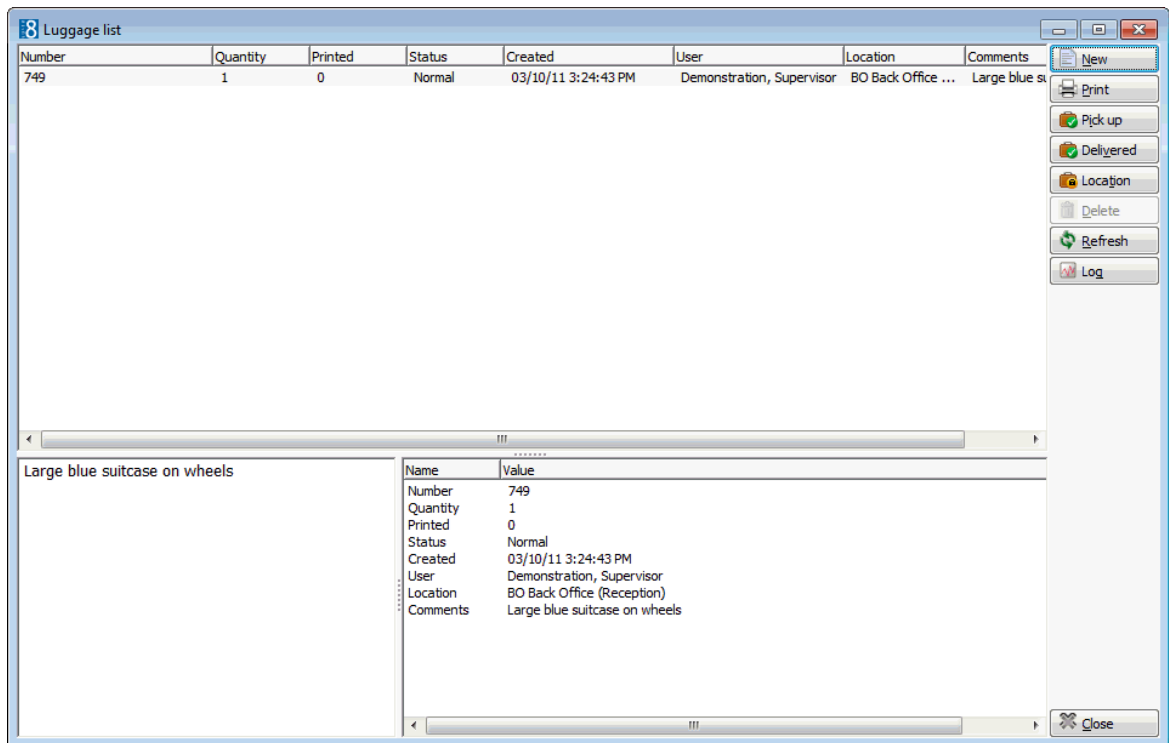 Luggage list
Number Quantity Printed Status Created User Location Comments
749 1 0 Normal 03/10/11 3:24:43 PM Demonstration, Supervisor BO Back Office ... Large blue su
New
Print
Pick up
Delivered
Location
Delete
Refresh
Log
Large blue suitcase on wheels
Name Value
Number 749
Quantity 1
Printed 0
Status Normal
Created 03/10/11 3:24:43 PM
User Demonstration, Supervisor
Location BO Back Office (Reception)
Comments Large blue suitcase on wheels
Close